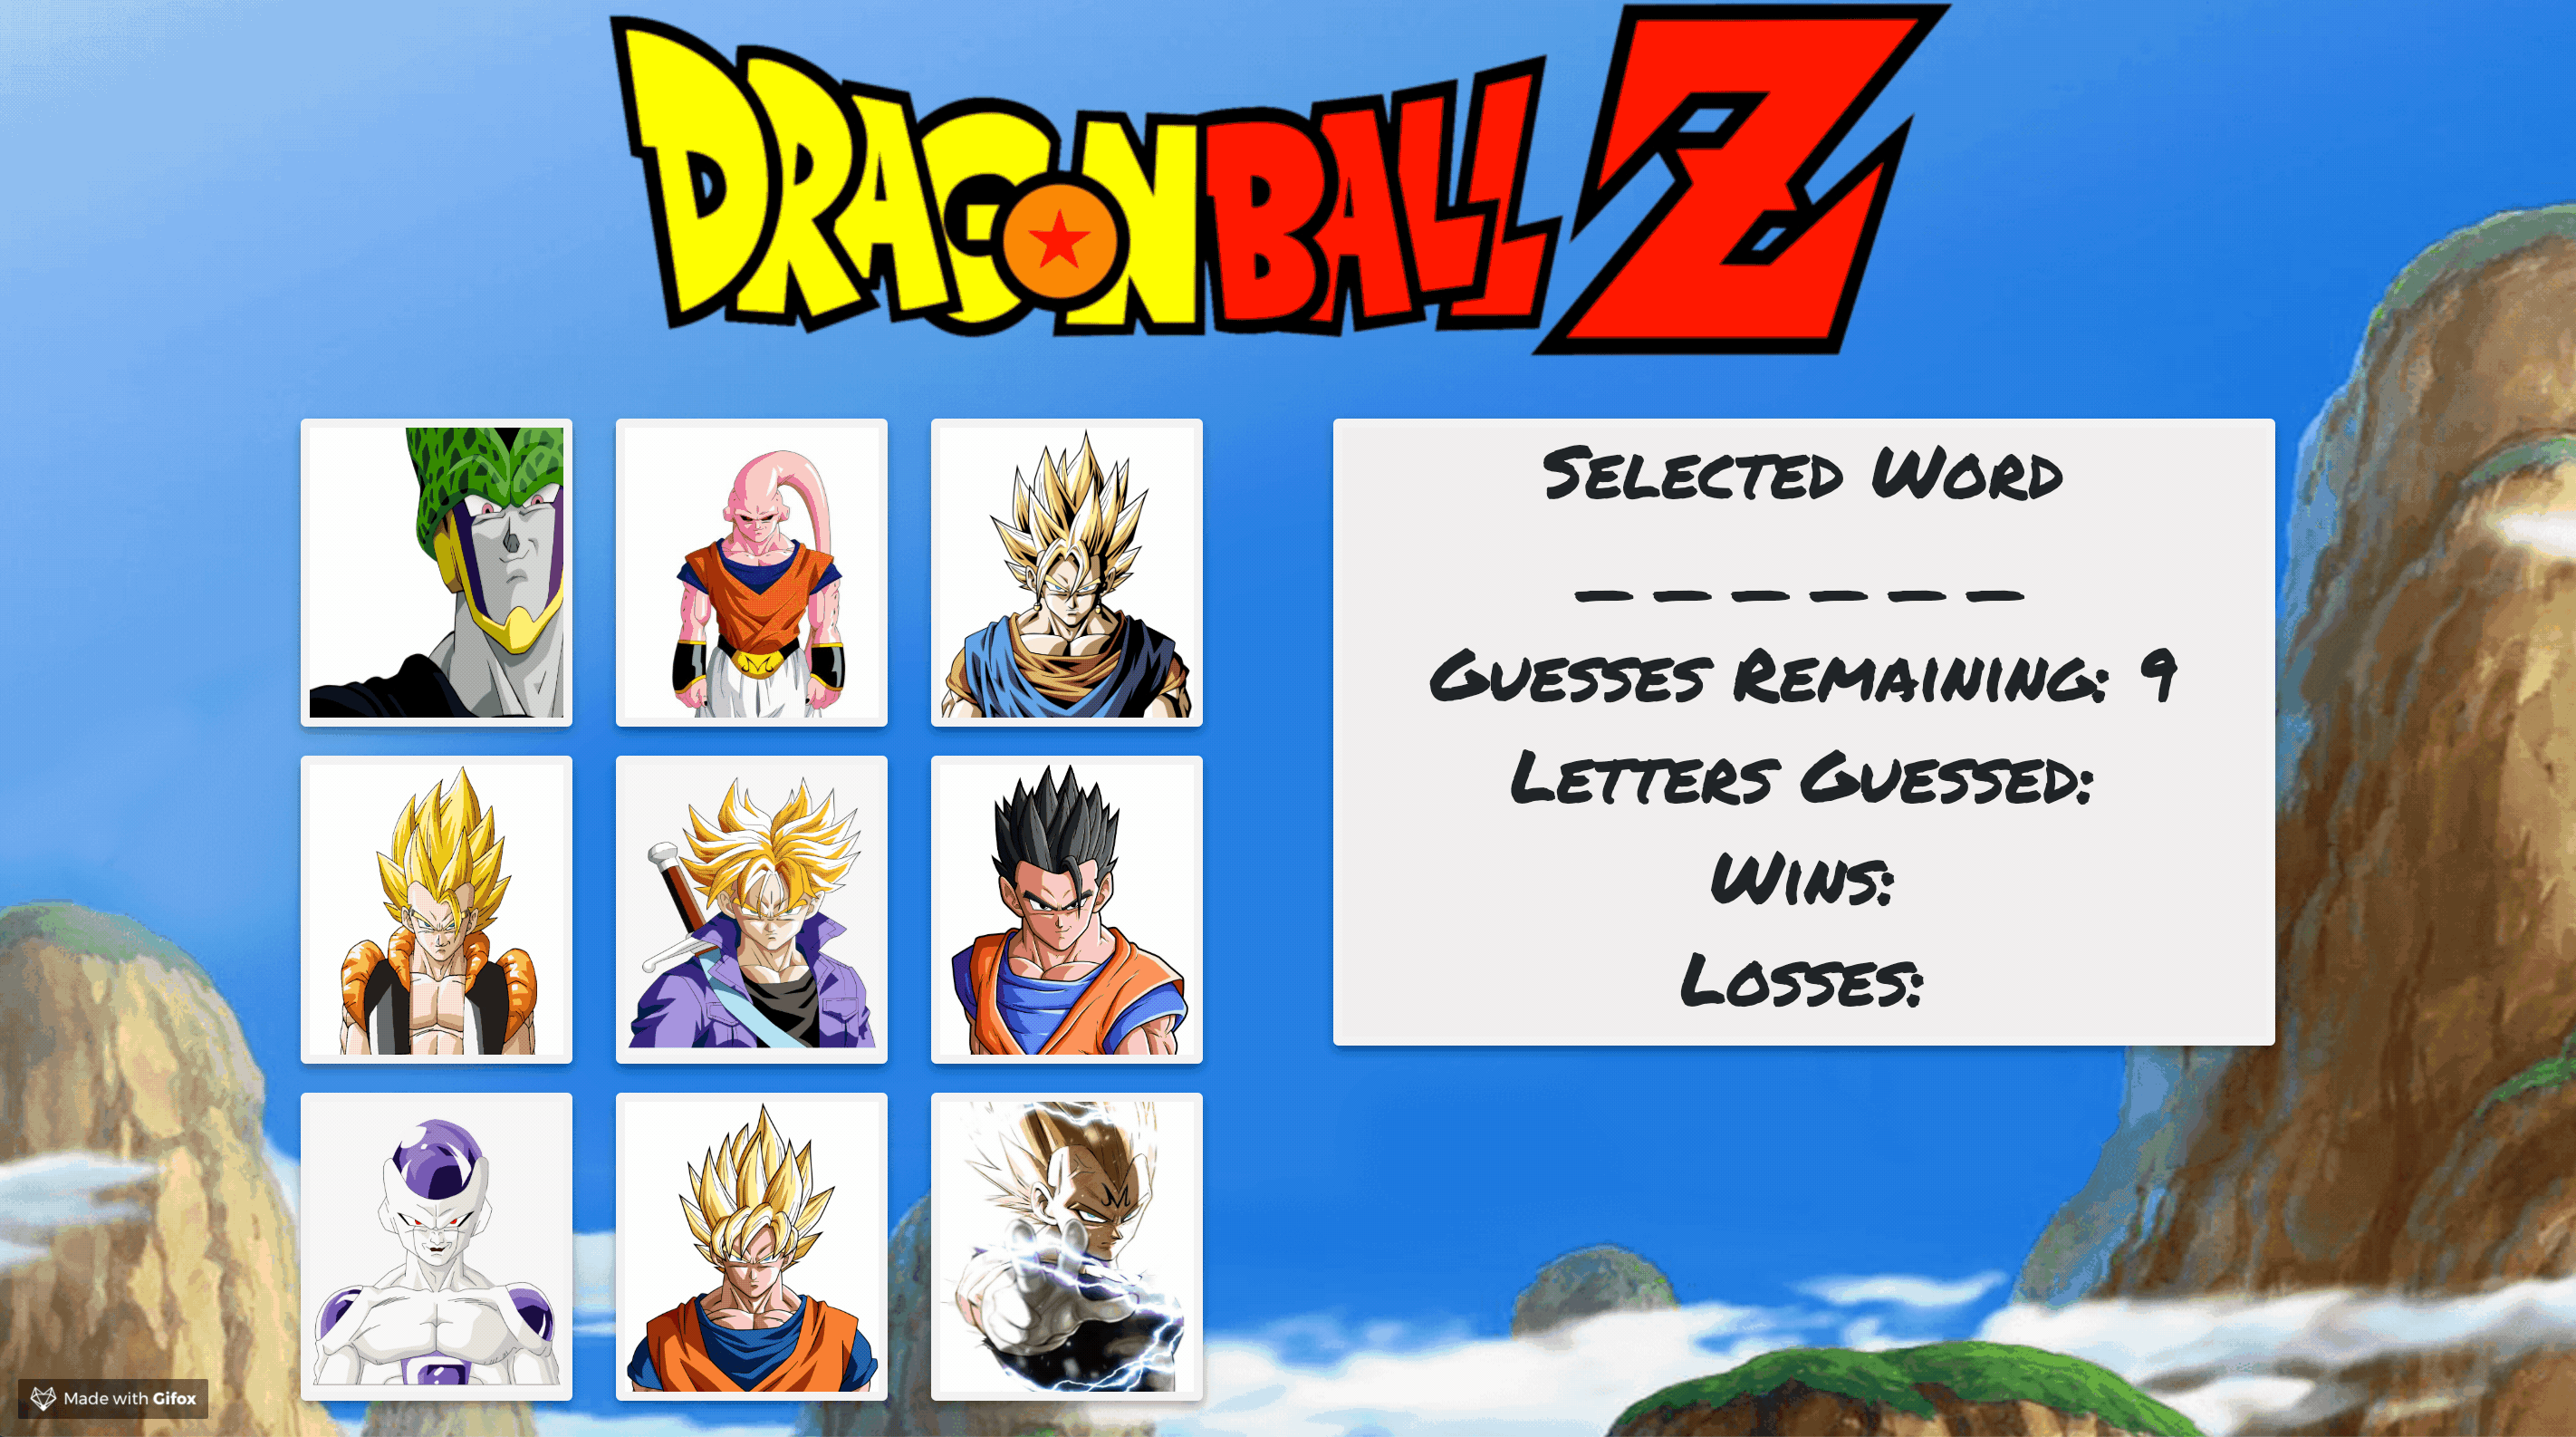 DRAGONBALL Z
SELECTED WORD
_ _ _ _ _ _
GUESSES REMAINING: 9
LETTERS GUESSED:
WINS:
LOSSES:
M
M
Made with Gifox